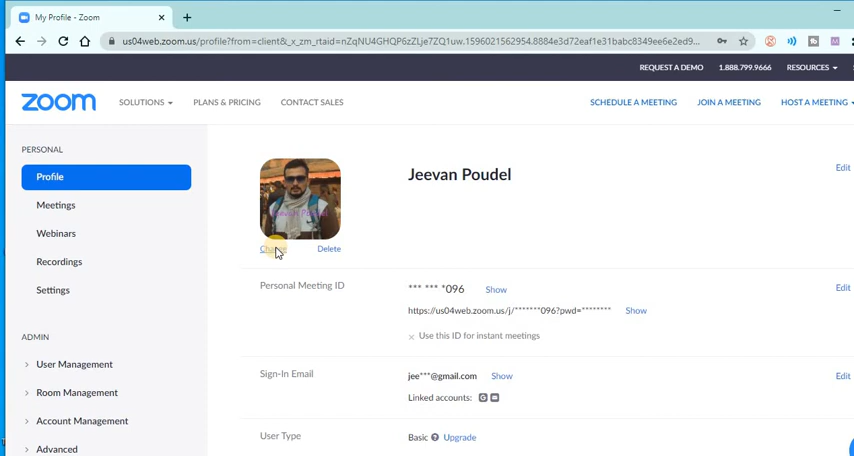 My Profile - Zoom
us04web.zoom.us/profile?from=client&_x_zm_rtaid=nZqNU4GHQP6zZLje7ZQ1uw.1596021562954.8884e3d72eaf1e31babc8349ee6e2ed9...
REQUEST A DEMO 1.888.799.9666 RESOURCES
zoom SOLUTIONS PLANS & PRICING CONTACT SALES SCHEDULE A MEETING JOIN A MEETING HOST A MEETING
PERSONAL
Profile
Meetings
Webinars
Recordings
Settings
ADMIN
User Management
Room Management
Account Management
Advanced
Jeevan Poudel
Edit
Jeevan Poudel
Change Delete
Personal Meeting ID *** *** *096 Show Edit
https://us04web.zoom.us/j/*******096?pwd=******** Show
× Use this ID for instant meetings
Sign-In Email jee***@gmail.com Show Edit
Linked accounts:
User Type Basic Upgrade